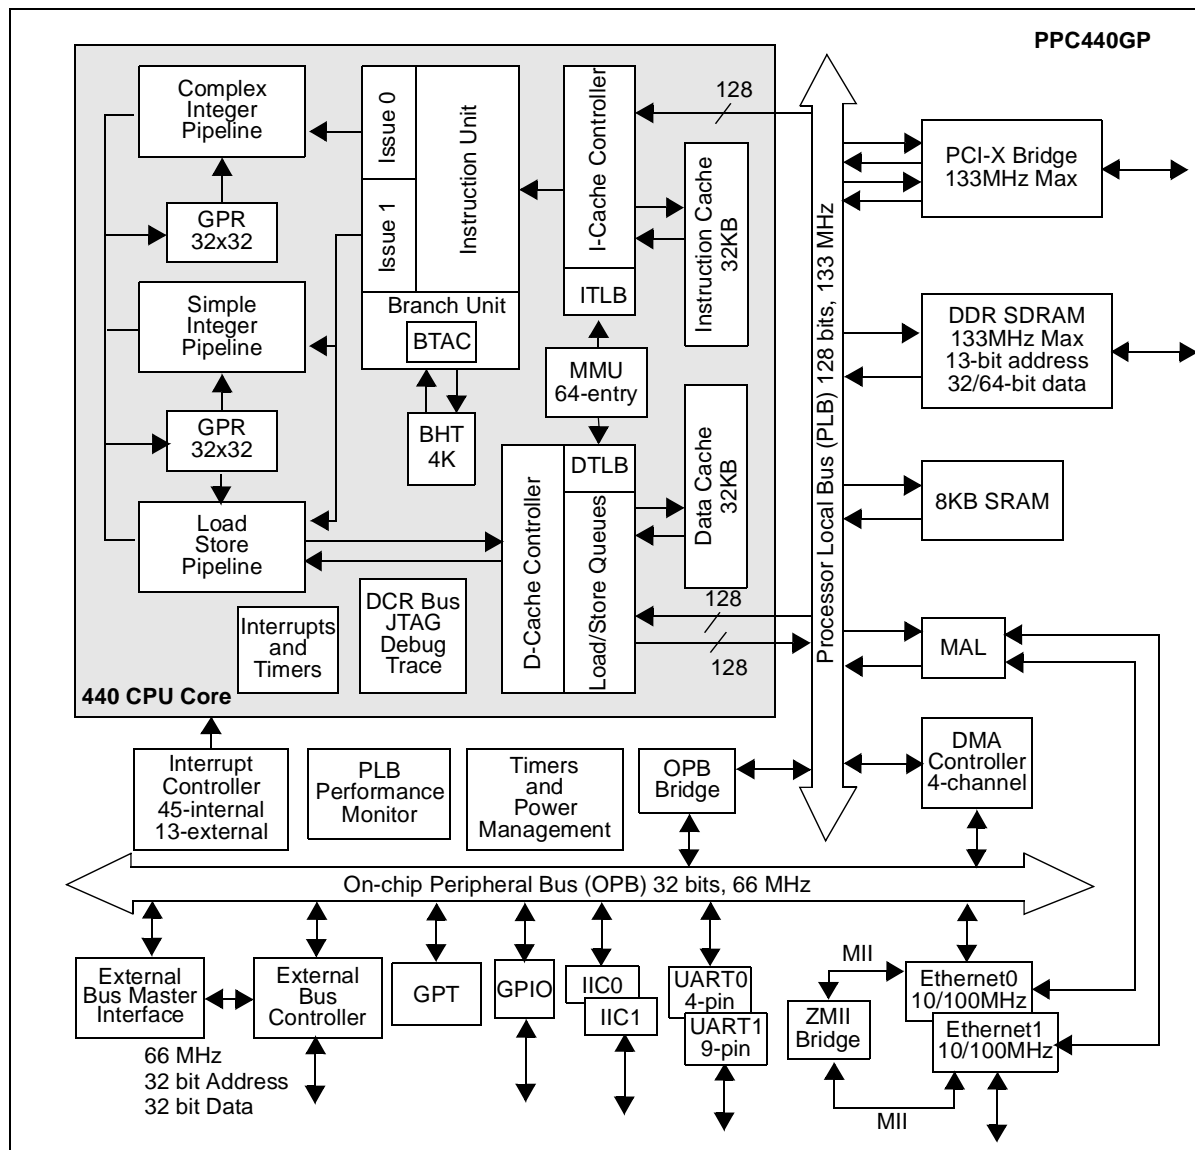 PPC440GP
Complex
Integer
Pipeline
GPR
32x32
Simple
Integer
Pipeline
GPR
32x32
Load
Store
Pipeline
Issue 0
Issue 1
Instruction Unit
Branch Unit
BTAC
BHT
4K
I-Cache Controller
ITLB
MMU
64-entry
Instruction Cache
32KB
Data Cache
32KB
D-Cache Controller
DTLB
Load/Store Queues
128
128
128
Interrupts
and
Timers
DCR Bus
JTAG
Debug
Trace
440 CPU Core
Processor Local Bus (PLB) 128 bits, 133 MHz
PCI-X Bridge
133MHz Max
DDR SDRAM
133MHz Max
13-bit address
32/64-bit data
8KB SRAM
MAL
DMA
Controller
4-channel
Interrupt
Controller
45-internal
13-external
PLB
Performance
Monitor
Timers
and
Power
Management
OPB
Bridge
On-chip Peripheral Bus (OPB) 32 bits, 66 MHz
External
Bus Master
Interface
External
Bus
Controller
66 MHz
32 bit Address
32 bit Data
GPT
GPIO
IIC0
IIC1
UART0
4-pin
UART1
9-pin
MII
ZMII
Bridge
MII
Ethernet0
10/100MHz
Ethernet1
10/100MHz